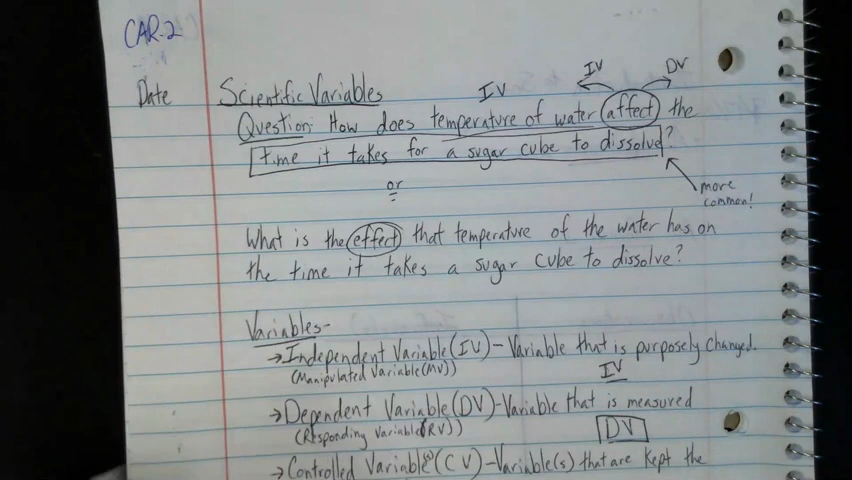 CAR-2
Date Scientific Variables
IV IV DV
Question: How does temperature of water affect the
time it takes for a sugar cube to dissolve?
or
more
common!
What is the effect that temperature of the water has on
the time it takes a sugar cube to dissolve?
Variables-
→Independent Variable (IV) - Variable that is purposely changed.
(Manipulated Variable (MV)) IV
→Dependent Variable (DV) - Variable that is measured
(Responding Variable (RV)) DV
→Controlled Variable(s) (CV) - Variable(s) that are kept the